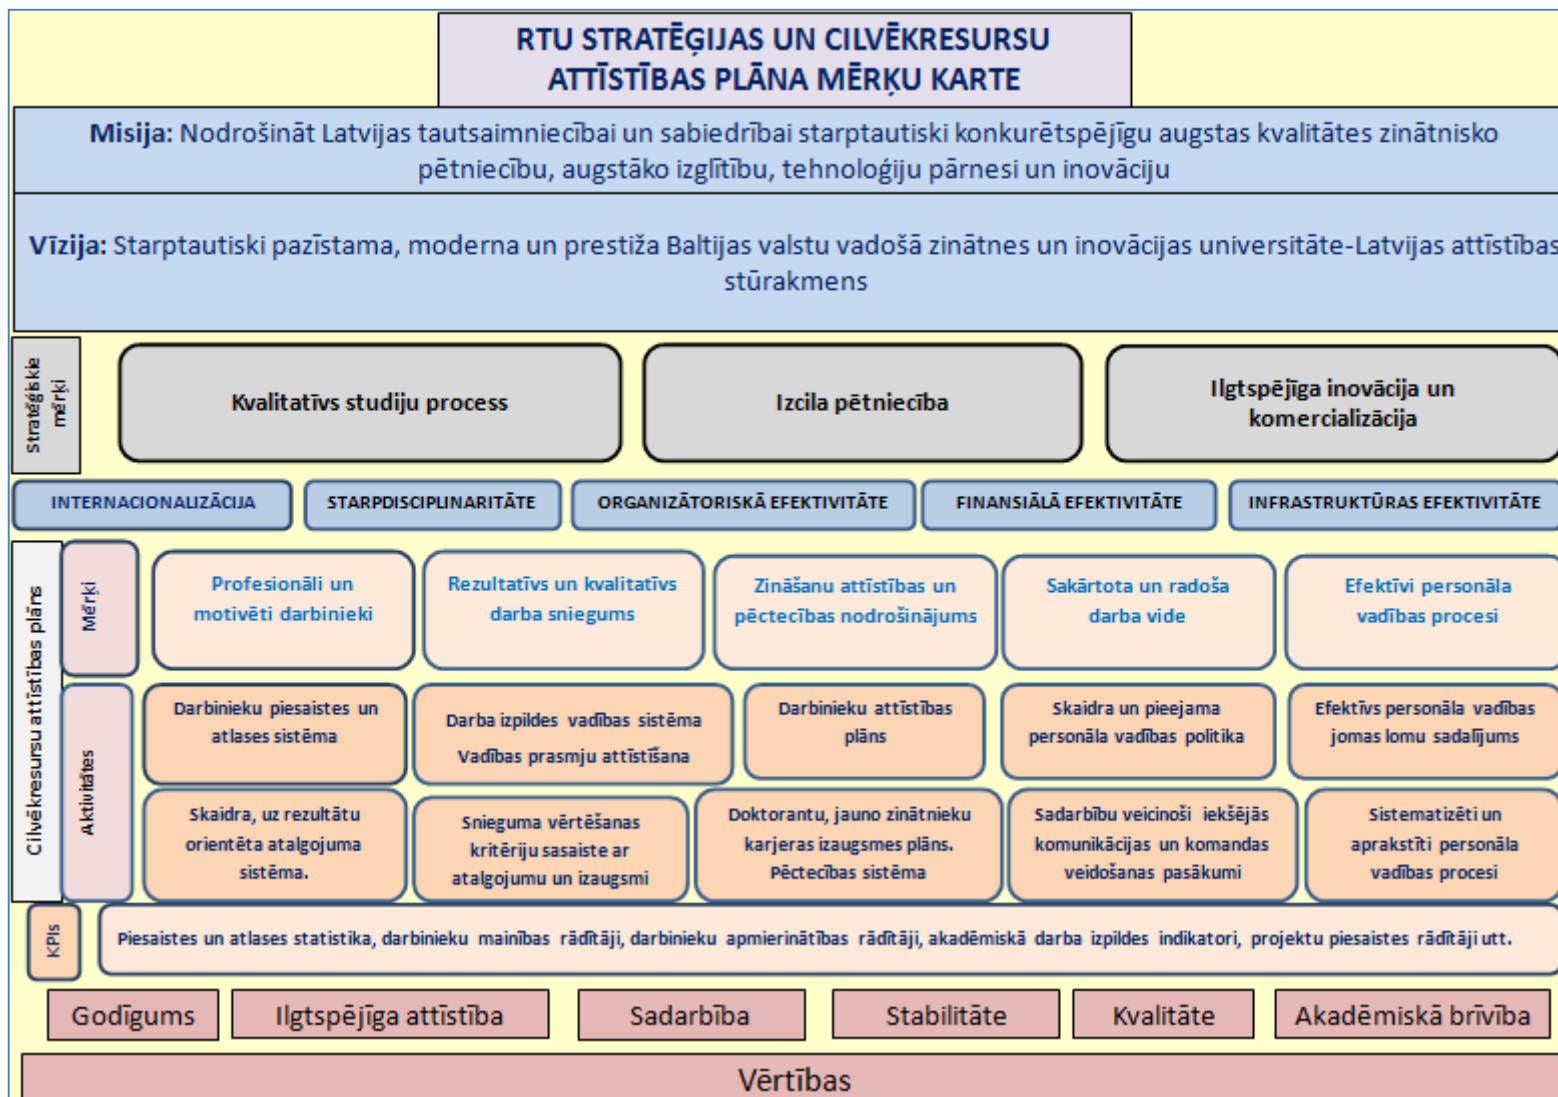 RTU STRATĒĢIJAS UN CILVĒKRESURSU
ATTĪSTĪBAS PLĀNA MĒRĶU KARTE
Misija: Nodrošināt Latvijas tautsaimniecībai un sabiedrībai starptautiski konkurētspējīgu augstas kvalitātes zinātnisko
pētniecību, augstāko izglītību, tehnoloģiju pārnesi un inovāciju
Vīzija: Starptautiski pazīstama, moderna un prestiža Baltijas valstu vadošā zinātnes un inovācijas universitāte-Latvijas attīstības
stūrakmens
Stratēģiskie
mērķi
Kvalitatīvs studiju process
Izcila pētniecība
Ilgtspējīga inovācija un
komercializācija
INTERNACIONALIZĀCIJA
STARPDISCIPLINARITĀTE
ORGANIZĀTORISKĀ EFEKTIVITĀTE
FINANSIĀLĀ EFEKTIVITĀTE
INFRASTRUKTŪRAS EFEKTIVITĀTE
Cilvēkresursu attīstības plāns
Mērķi
Profesionāli un
motivēti darbinieki
Rezultatīvs un kvalitatīvs
darba sniegums
Zināšanu attīstības un
pēctecības nodrošinājums
Sakārtota un radoša
darba vide
Efektīvi personāla
vadības procesi
Aktivitātes
Darbinieku piesaistes un
atlases sistēma
Darba izpildes vadības sistēma
Vadības prasmju attīstīšana
Darbinieku attīstības
plāns
Skaidra un pieejama
personāla vadības politika
Efektīvs personāla vadības
jomas lomu sadalījums
Skaidra, uz rezultātu
orientēta atalgojuma
sistēma.
Snieguma vērtēšanas
kritēriju sasaiste ar
atalgojumu un izaugsmi
Doktorantu, jauno zinātnieku
karjeras izaugsmes plāns.
Pēctecības sistēma
Sadarbību veicinoši iekšējās
komunikācijas un komandas
veidošanas pasākumi
Sistematizēti un
aprakstīti personāla
vadības procesi
KPIs
Piesaistes un atlases statistika, darbinieku mainības rādītāji, darbinieku apmierinātības rādītāji, akadēmiskā darba izpildes indikatori, projektu piesaistes rādītāji utt.
Godīgums
Ilgtspējīga attīstība
Sadarbība
Stabilitāte
Kvalitāte
Akadēmiskā brīvība
Vērtības